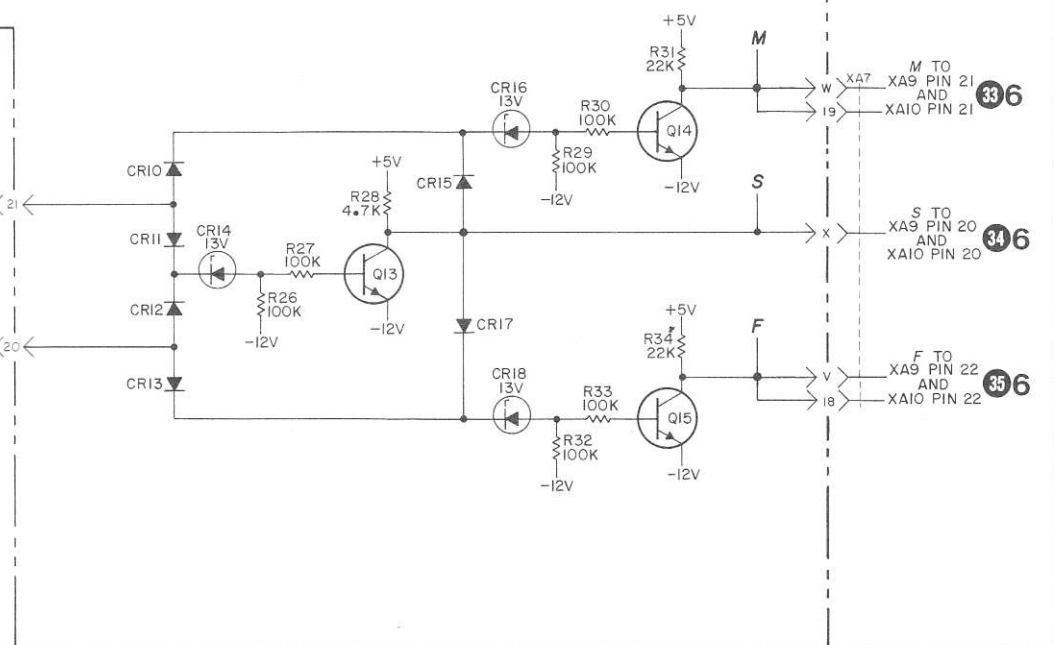 +5V
R31
22K
M
W
XA7
M TO
XA9 PIN 21
AND
XA10 PIN 21
33 6
19
CR16
13V
R30
100K
Q14
R29
100K
-12V
-12V
CR10
21
CR11
CR14
13V
R27
100K
R26
100K
-12V
+5V
R28
4.7K
Q13
-12V
CR15
S
X
S TO
XA9 PIN 20
AND
XA10 PIN 20
34 6
CR12
20
CR13
CR17
+5V
R34
22K
F
V
18
F TO
XA9 PIN 22
AND
XA10 PIN 22
35 6
CR18
13V
R33
100K
Q15
R32
100K
-12V
-12V